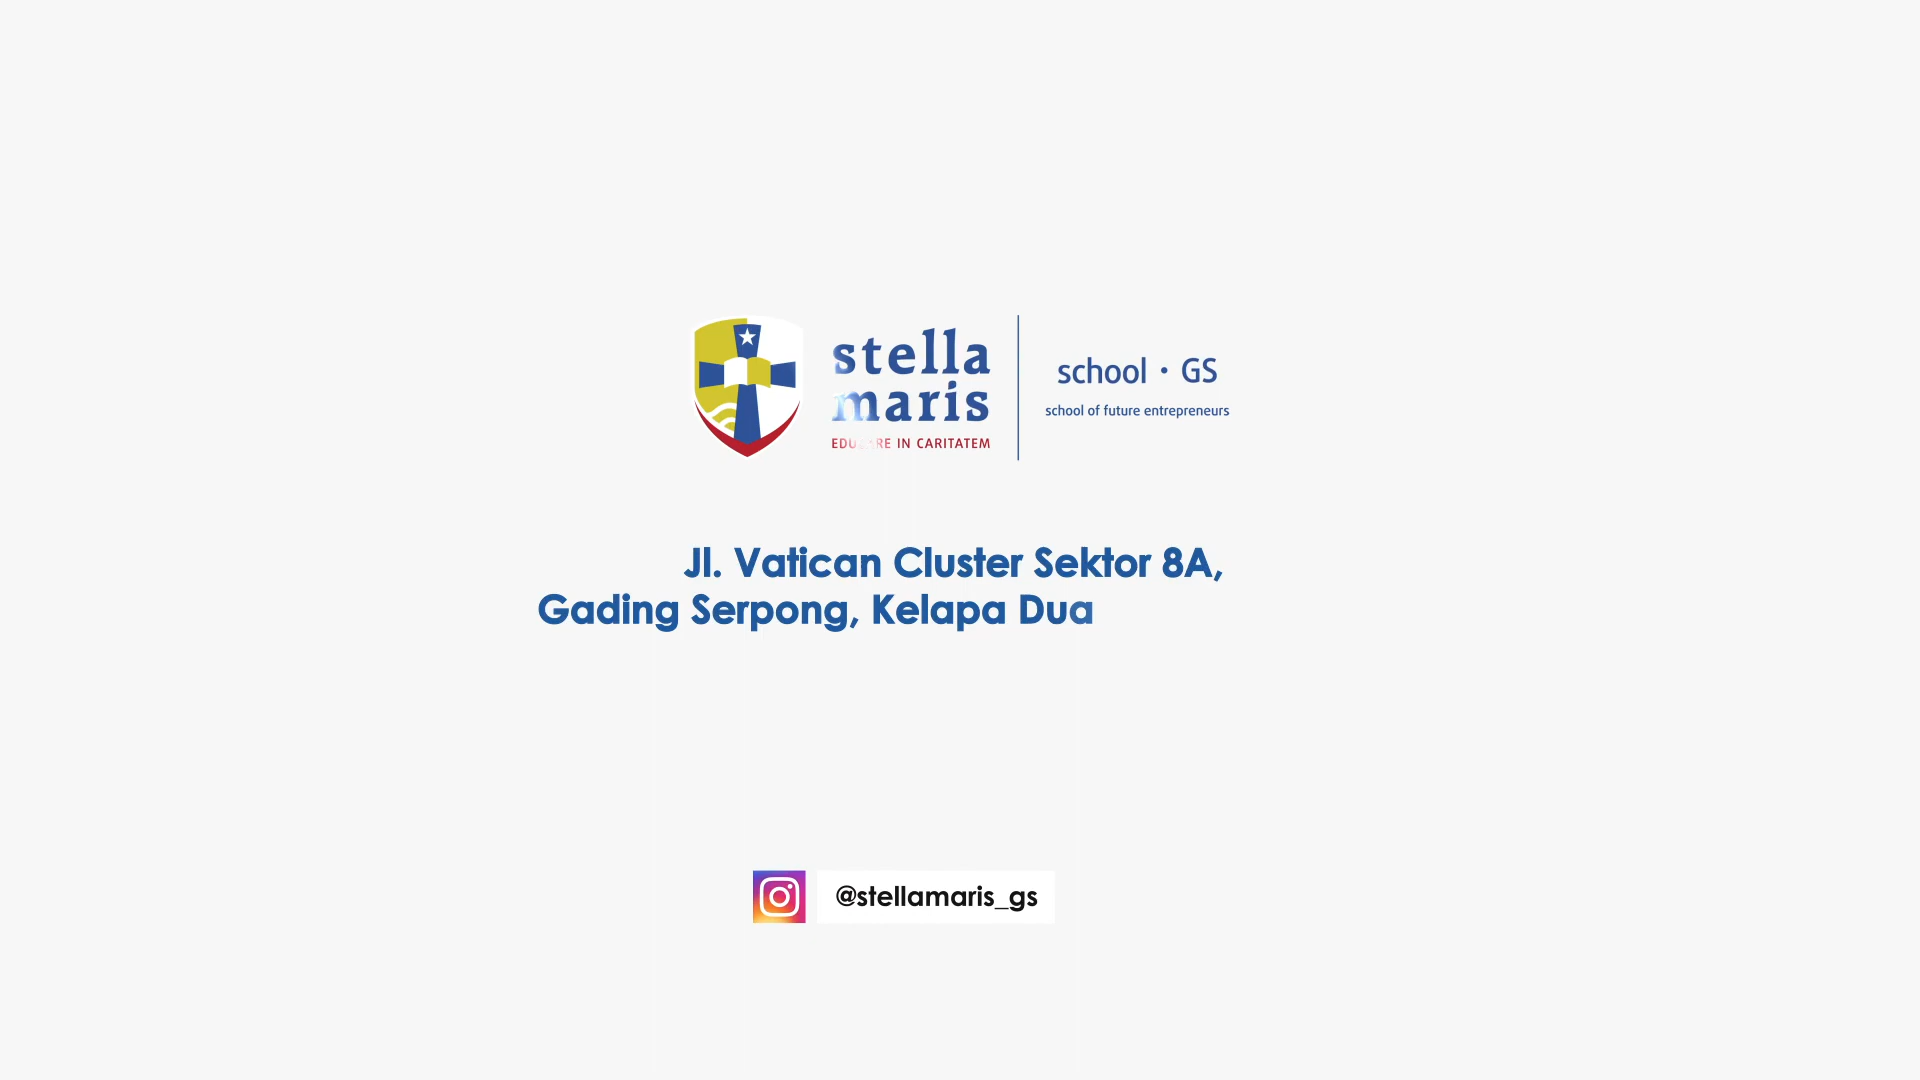 stella
maris
EDUCARE IN CARITATEM
school · GS
school of future entrepreneurs
Jl. Vatican Cluster Sektor 8A,
Gading Serpong, Kelapa Dua
@stellamaris_gs